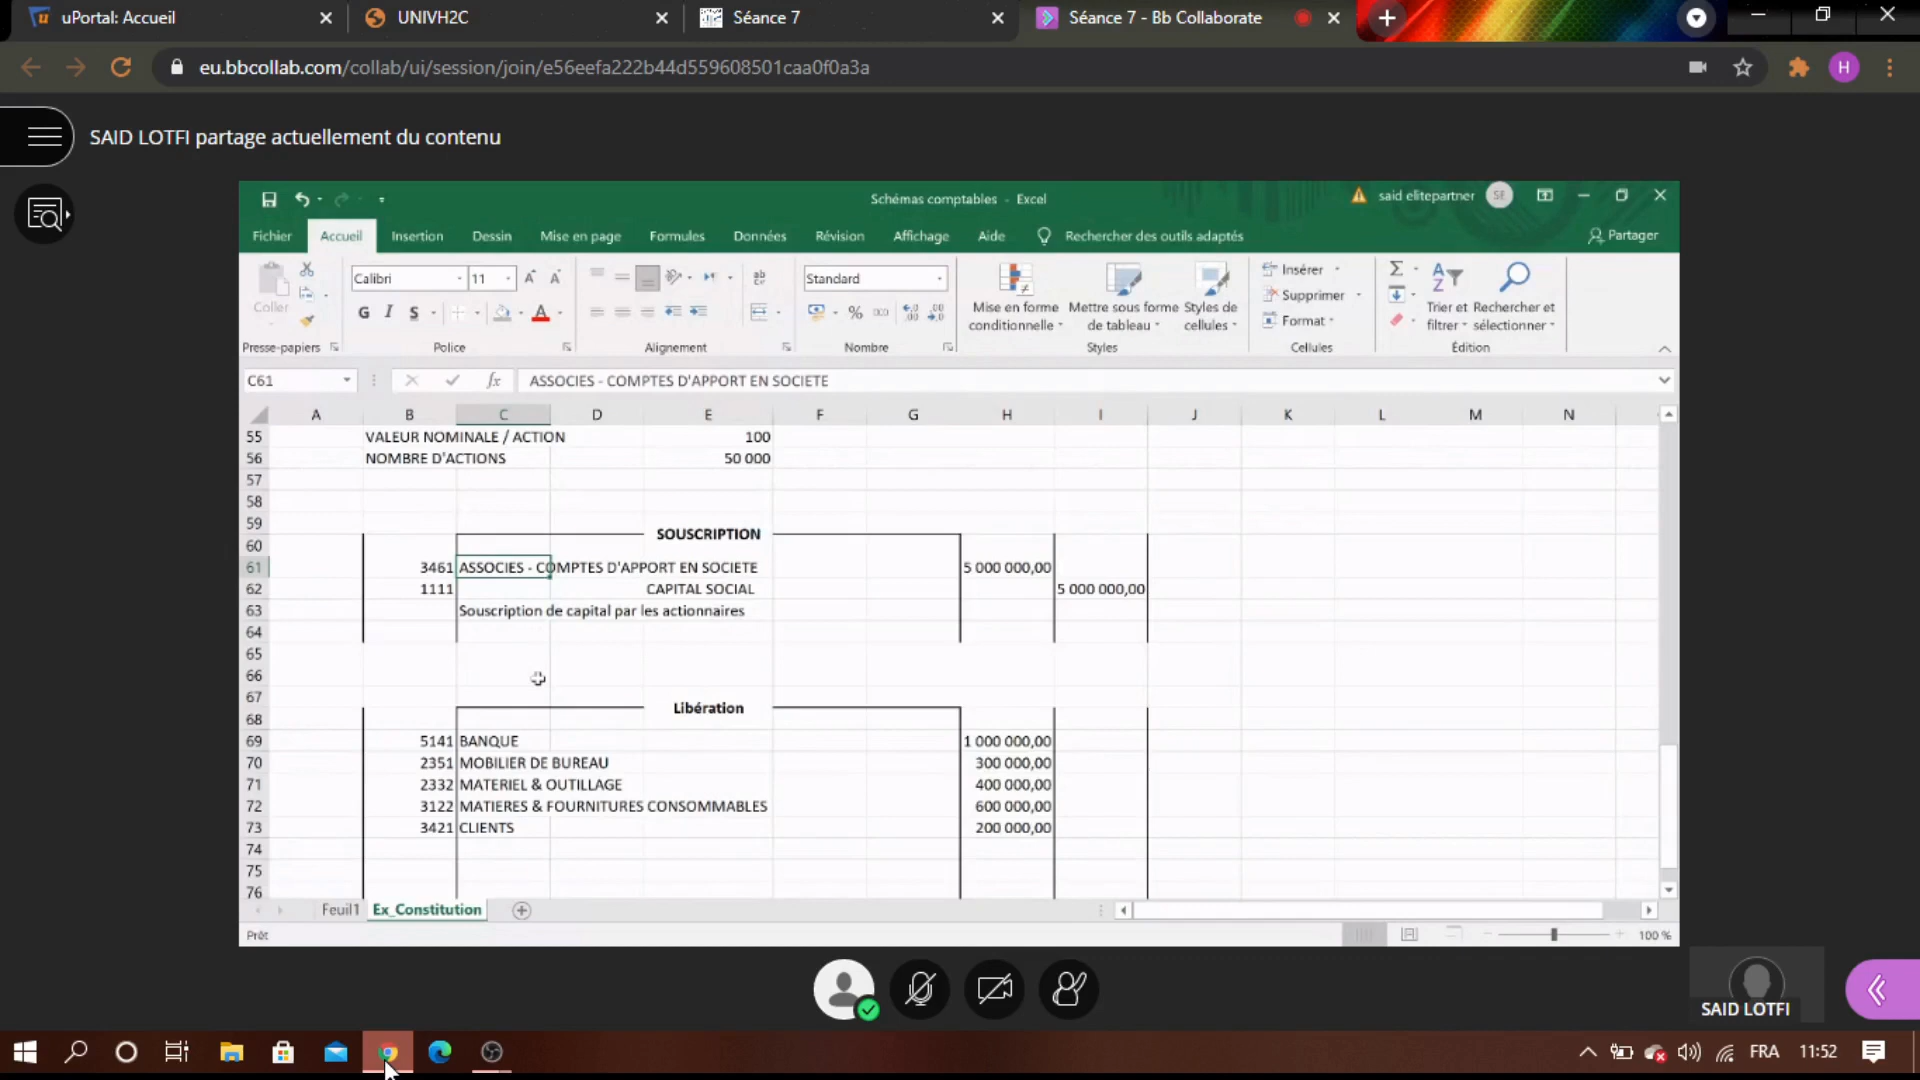 uPortal: Accueil
UNIVH2C
Séance 7
Séance 7 - Bb Collaborate
eu.bbcollab.com/collab/ui/session/join/e56eefa222b44d559608501caa0f0a3a
H
SAID LOTFI partage actuellement du contenu
Schémas comptables - Excel
said elitepartner
SE
Fichier
Accueil
Insertion
Dessin
Mise en page
Formules
Données
Révision
Affichage
Aide
Rechercher des outils adaptés
Partager
Coller
Calibri
11
G I S
Standard
Mise en forme conditionnelle
Mettre sous forme de tableau
Styles de cellules
Insérer
Supprimer
Format
Trier et filtrer
Rechercher et sélectionner
Presse-papiers
Police
Alignement
Nombre
Styles
Cellules
Édition
C61
fx
ASSOCIES - COMPTES D'APPORT EN SOCIETE
A B C D E F G H I J K L M N
55 VALEUR NOMINALE / ACTION 100
56 NOMBRE D'ACTIONS 50 000
57
58
59
SOUSCRIPTION
60
61 3461 ASSOCIES - COMPTES D'APPORT EN SOCIETE 5 000 000,00
62 1111 CAPITAL SOCIAL 5 000 000,00
63 Souscription de capital par les actionnaires
64
65
66
67
Libération
68
69 5141 BANQUE 1 000 000,00
70 2351 MOBILIER DE BUREAU 300 000,00
71 2332 MATERIEL & OUTILLAGE 400 000,00
72 3122 MATIERES & FOURNITURES CONSOMMABLES 600 000,00
73 3421 CLIENTS 200 000,00
74
75
76
Feuil1
Ex_Constitution
Prêt
100 %
SAID LOTFI
FRA
11:52